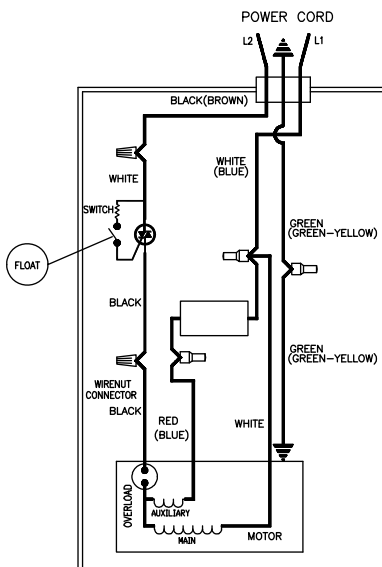 POWER CORD
L2
L1
BLACK(BROWN)
WHITE
(BLUE)
WHITE
SWITCH
GREEN
(GREEN-YELLOW)
FLOAT
BLACK
GREEN
(GREEN-YELLOW)
WIRENUT
CONNECTOR
BLACK
RED
(BLUE)
WHITE
OVERLOAD
AUXILIARY
MAIN
MOTOR